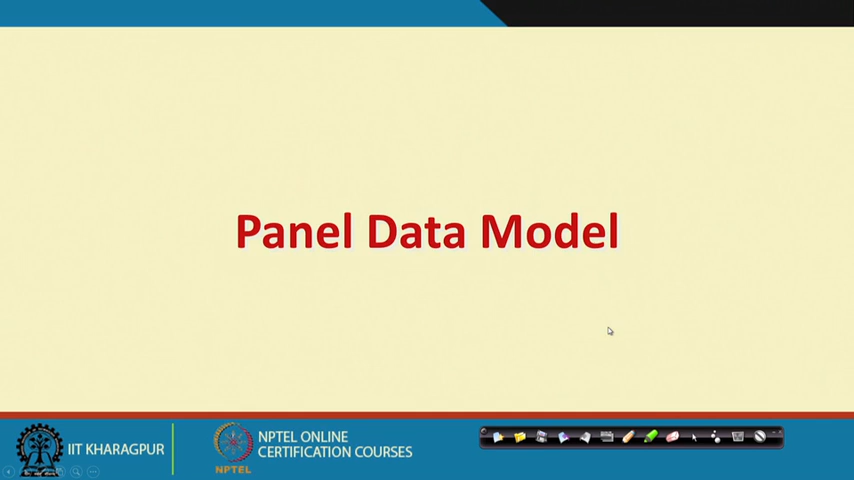 Panel Data Model
IIT KHARAGPUR
NPTEL
NPTEL ONLINE
CERTIFICATION COURSES